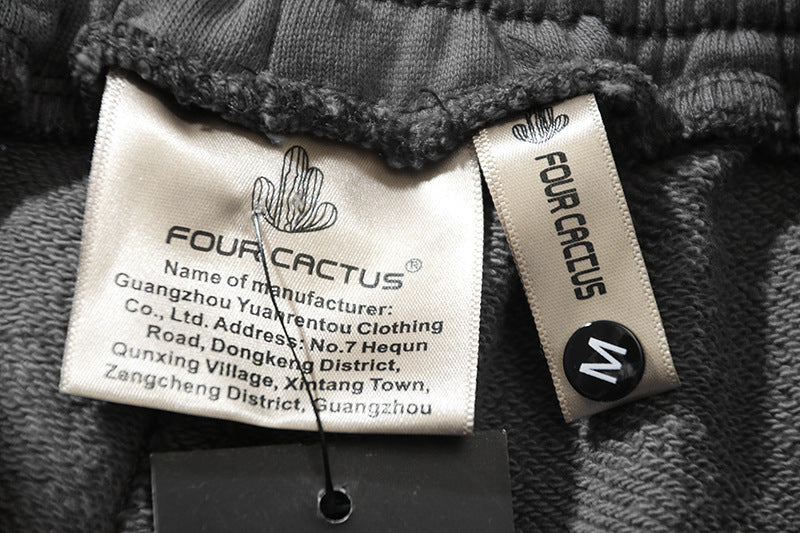 FOUR CACTUS®
Name of manufacturer:
Guangzhou Yuanrentou Clothing
Co., Ltd. Address: No.7 Hequn
Road, Dongkeng District,
Qunxing Village, Xintang Town,
Zangcheng District, Guangzhou
FOUR CACTUS
M